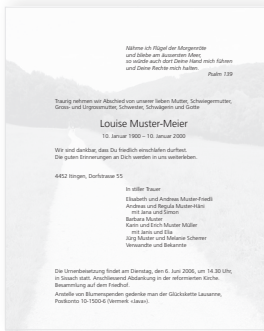 Nähme ich Flügel der Morgenröte
und bliebe am äussersten Meer,
so würde auch dort Deine Hand mich führen
und Deine Rechte mich halten.
Psalm 139
Traurig nehmen wir Abschied von unserer lieben Mutter, Schwiegermutter,
Gross- und Urgrossmutter, Schwester, Schwägerin und Gotte
Louise Muster-Meier
10. Januar 1900 – 10. Januar 2000
Wir sind dankbar, dass Du friedlich einschlafen durftest.
Die guten Erinnerungen an Dich werden in uns weiterleben.
4452 Itingen, Dorfstrasse 55
In stiller Trauer
Elisabeth und Andreas Muster-Friedli
Andreas und Regula Muster-Häni
mit Jana und Simon
Barbara Muster
Karin und Erich Muster Müller
mit Janis und Elia
Jürg Muster und Melanie Scherrer
Verwandte und Bekannte
Die Urnenbeisetzung findet am Dienstag, den 6. Juni 2006, um 14.30 Uhr,
in Sissach statt. Anschliessend Abdankung in der reformierten Kirche.
Besammlung auf dem Friedhof.
Anstelle von Blumenspenden gedenke man der Glückskette Lausanne,
Postkonto 10-1500-6 (Vermerk «Java»).